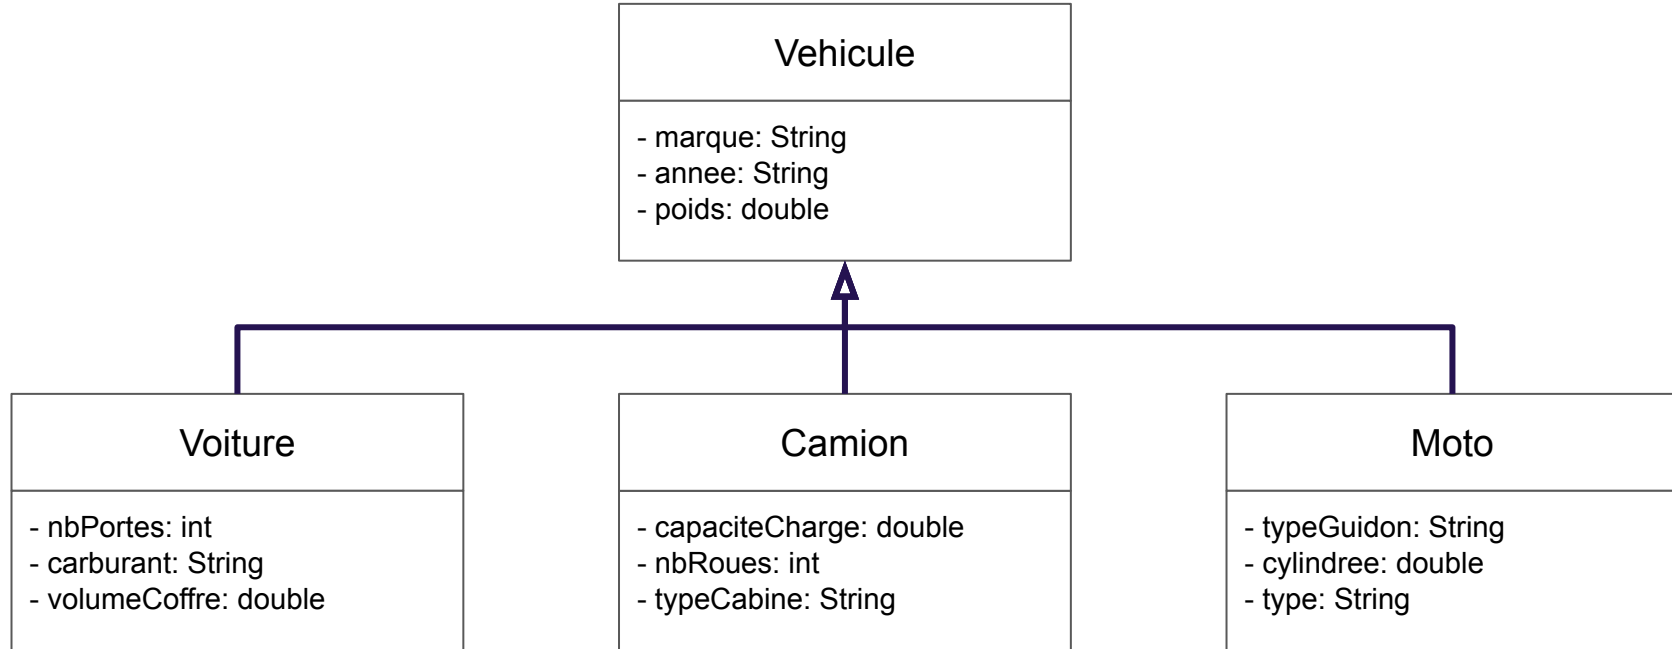 Vehicule
- marque: String
- annee: String
- poids: double
Voiture
- nbPortes: int
- carburant: String
- volumeCoffre: double
Camion
- capaciteCharge: double
- nbRoues: int
- typeCabine: String
Moto
- typeGuidon: String
- cylindree: double
- type: String